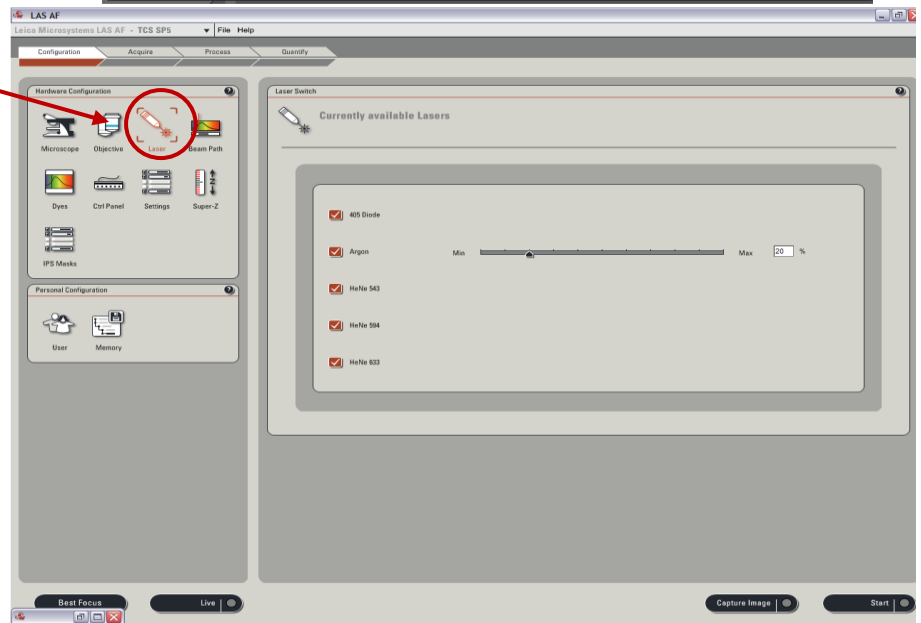 LAS AF
Leica Microsystems LAS AF - TCS SP5 File Help
Configuration Acquire Process Quantify
Hardware Configuration
Microscope Objective Laser Beam Path
Dyes Ctrl Panel Settings Super-Z
IPS Masks
Personal Configuration
User Memory
Laser Switch
Currently available Lasers
405 Diode
Argon Min Max 20 %
HeNe 543
HeNe 594
HeNe 633
Best Focus Live Capture Image Start